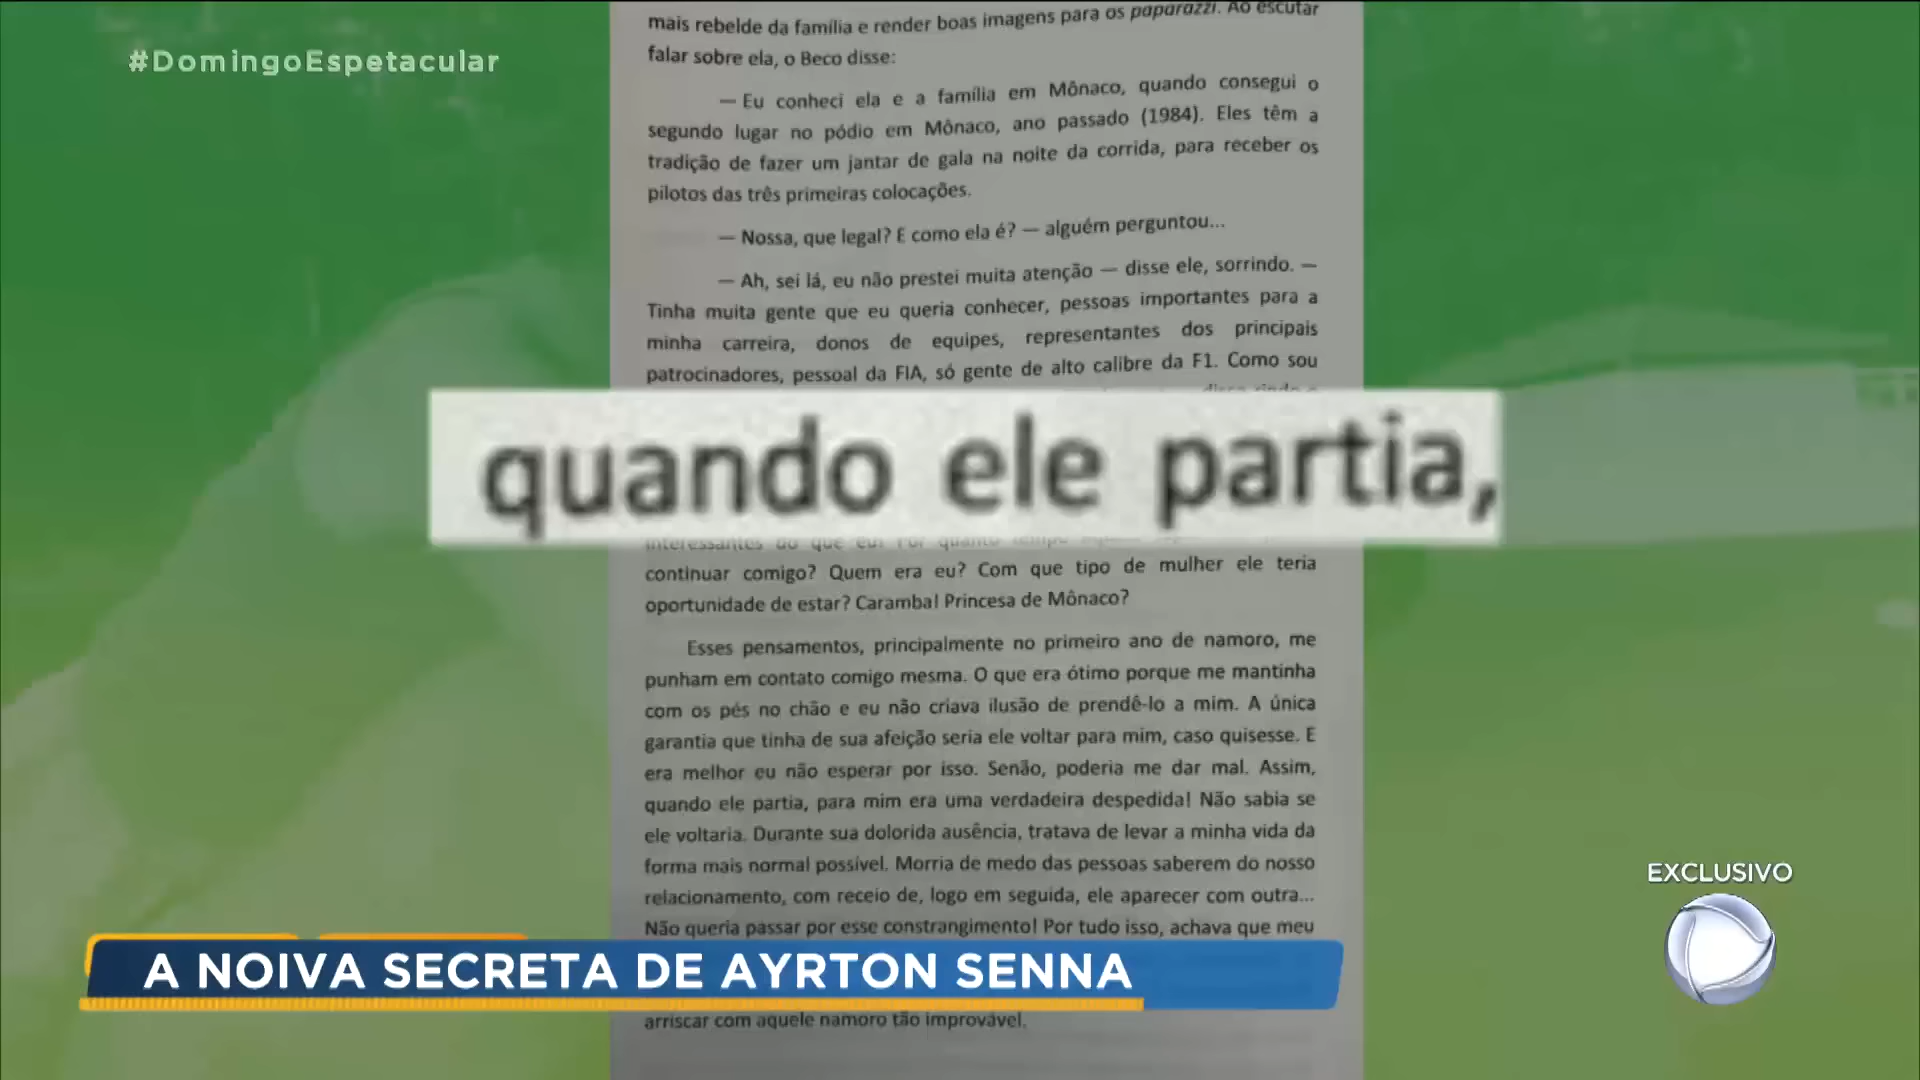 mais rebelde da família e render boas imagens para os paparazzi. Ao escutar
#DomingoEspetacular
falar sobre ela, o Beco disse:
— Eu conheci ela e a família em Mônaco, quando consegui o
segundo lugar no pódio em Mônaco, ano passado (1984). Eles têm a
tradição de fazer um jantar de gala na noite da corrida, para receber os
pilotos das três primeiras colocações.
— Nossa, que legal? E como ela é? — alguém perguntou...
— Ah, sei lá, eu não prestei muita atenção — disse ele, sorrindo. —
Tinha muita gente que eu queria conhecer, pessoas importantes para a
minha carreira, donos de equipes, representantes dos principais
patrocinadores, pessoal da FIA, só gente de alto calibre da F1. Como sou
quando ele partia,
interessantes do que eu? Por quanto tempo
continuar comigo? Quem era eu? Com que tipo de mulher ele teria
oportunidade de estar? Caramba! Princesa de Mônaco?
Esses pensamentos, principalmente no primeiro ano de namoro, me
punham em contato comigo mesma. O que era ótimo porque me mantinha
com os pés no chão e eu não criava ilusão de prendê-lo a mim. A única
garantia que tinha de sua afeição seria ele voltar para mim, caso quisesse. E
era melhor eu não esperar por isso. Senão, poderia me dar mal. Assim,
quando ele partia, para mim era uma verdadeira despedida! Não sabia se
ele voltaria. Durante sua dolorida ausência, tratava de levar a minha vida da
forma mais normal possível. Morria de medo das pessoas saberem do nosso
relacionamento, com receio de, logo em seguida, ele aparecer com outra...
Não queria passar por esse constrangimento! Por tudo isso, achava que meu
EXCLUSIVO
A NOIVA SECRETA DE AYRTON SENNA
arriscar com aquele namoro tão improvável.